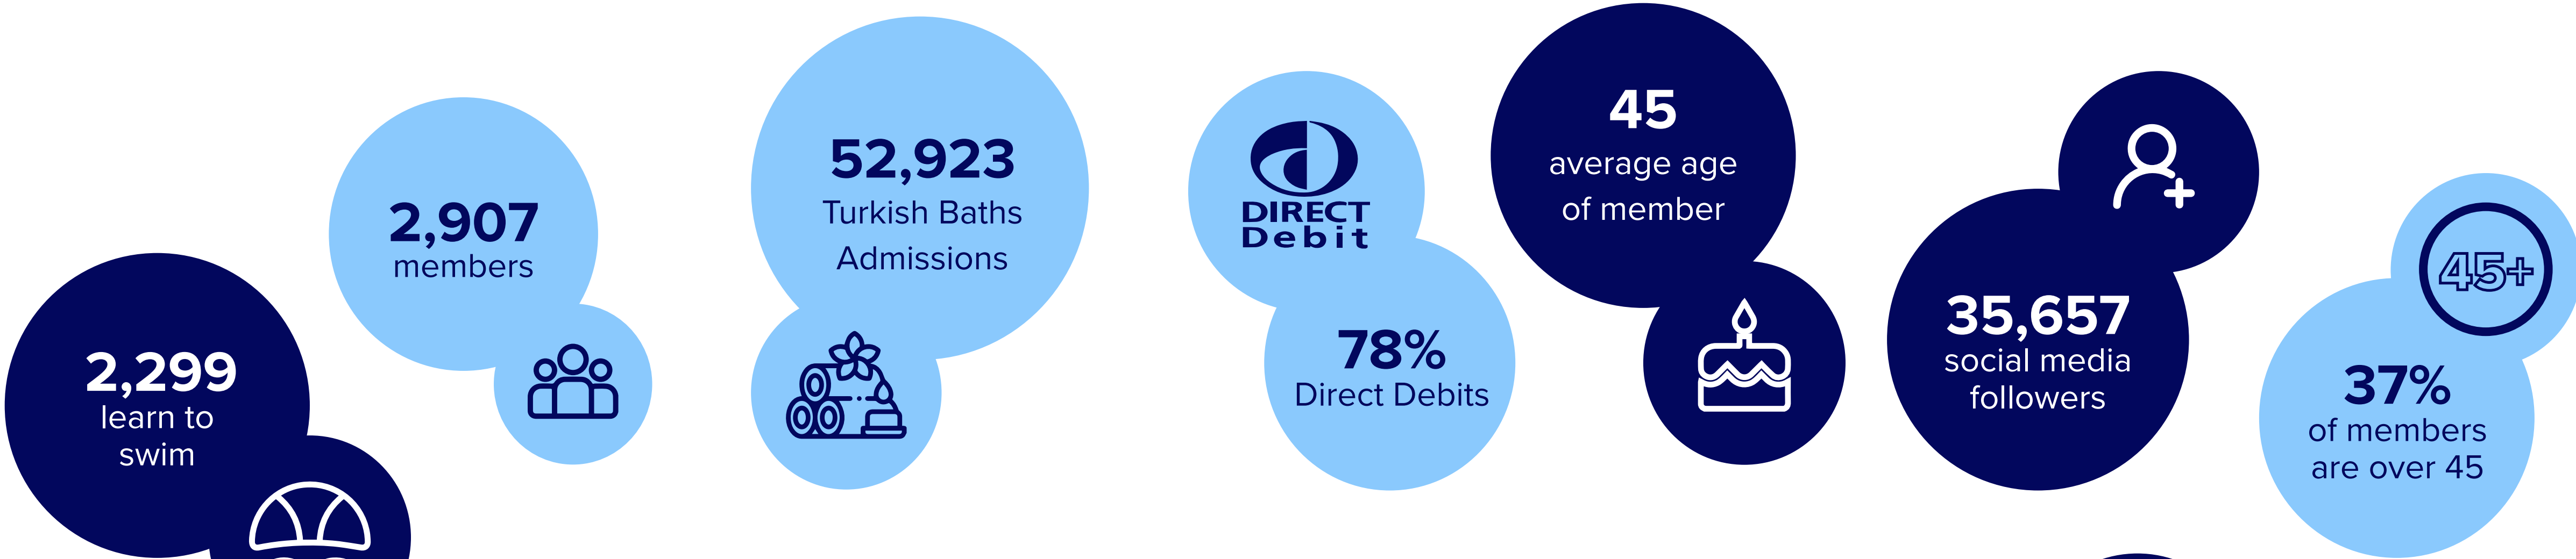 2,299
learn to
swim
2,907
members
52,923
Turkish Baths
Admissions
DIRECT
Debit
78%
Direct Debits
45
average age
of member
35,657
social media
followers
45+
37%
of members
are over 45